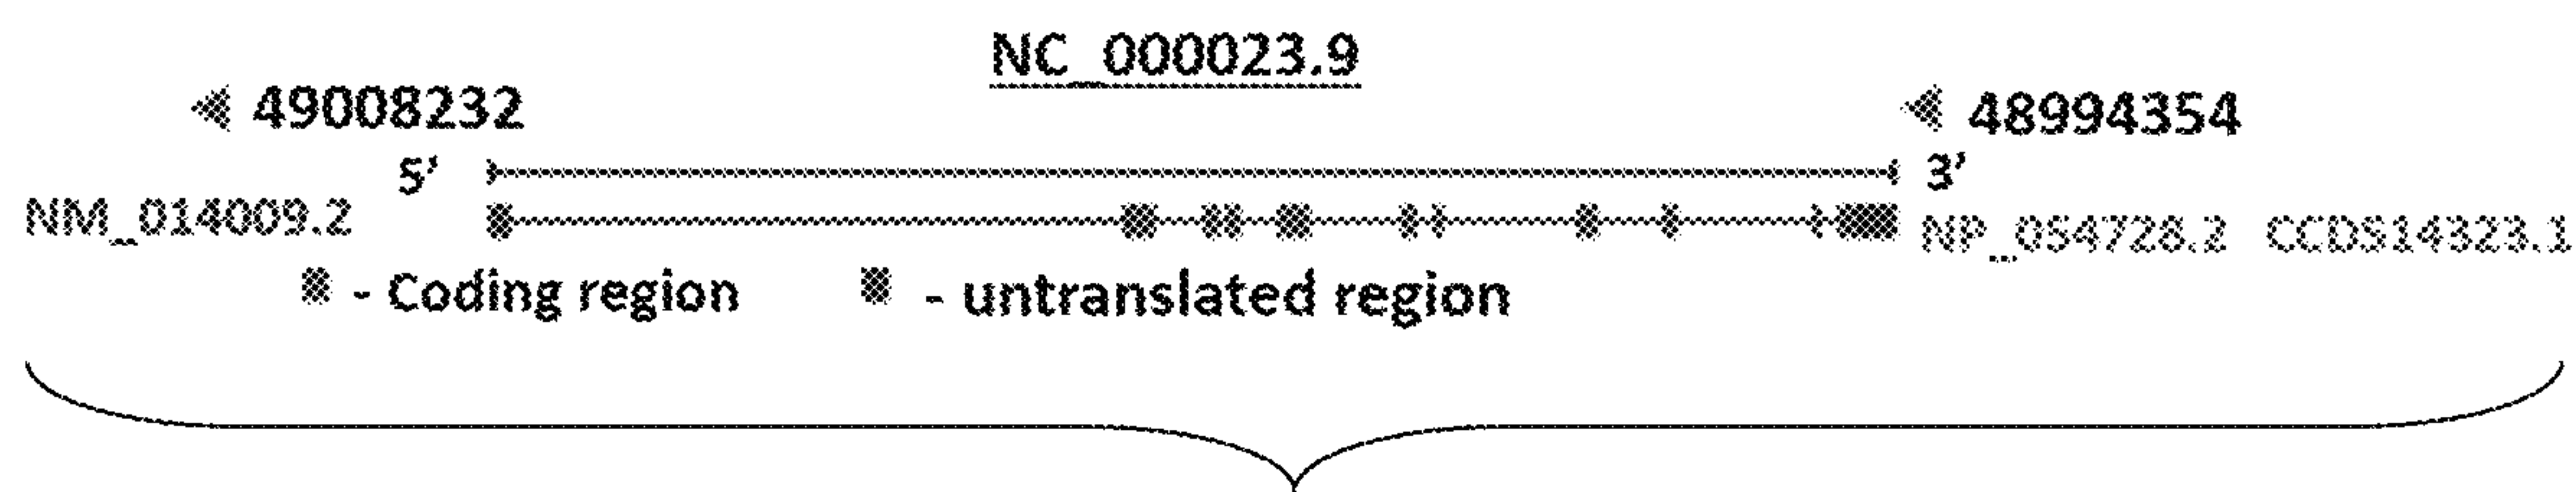 NC_000023.9
49008232 48994354
5' 3'
NM_014009.2 NP_054728.2 CCDS14323.1
- Coding region - untranslated region